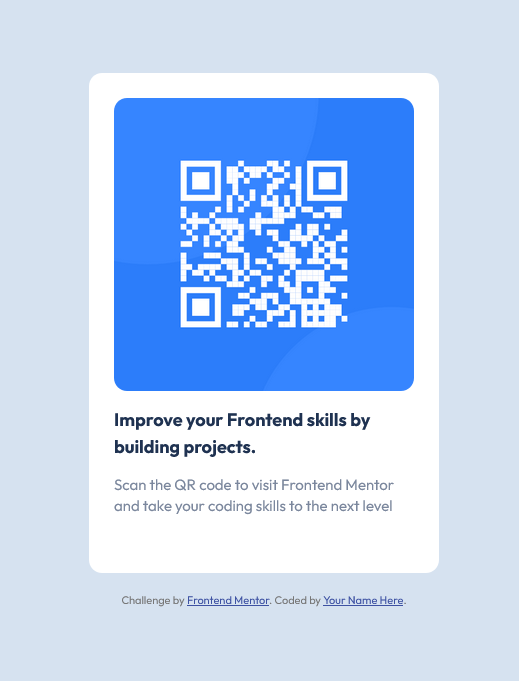 Improve your Frontend skills by
building projects.
Scan the QR code to visit Frontend Mentor
and take your coding skills to the next level
Challenge by Frontend Mentor. Coded by Your Name Here.